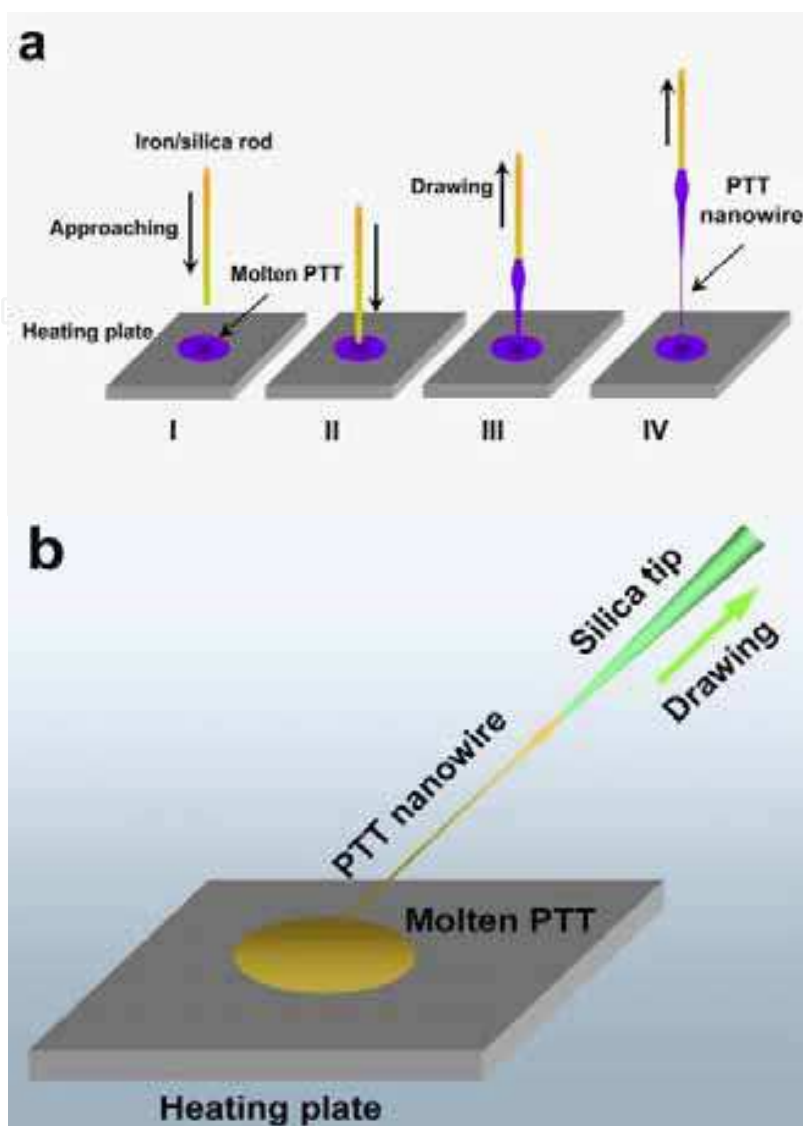 a
Iron/silica rod
Approaching
Molten PTT
Heating plate
Drawing
PTT
nanowire
I
II
III
IV
b
Silica tip
Drawing
PTT nanowire
Molten PTT
Heating plate